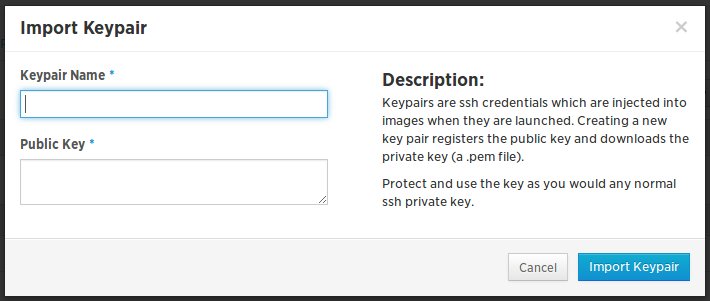 Import Keypair
×
Keypair Name *
Public Key *
Description:
Keypairs are ssh credentials which are injected into
images when they are launched. Creating a new
key pair registers the public key and downloads the
private key (a .pem file).
Protect and use the key as you would any normal
ssh private key.
Cancel
Import Keypair